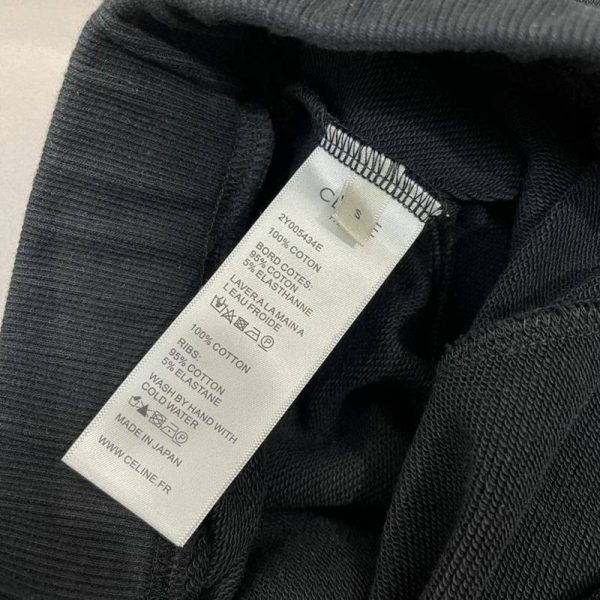 S
2Y005434E
100% COTON
BORD COTES:
95% COTON
5% ELASTHANNE
LAVER A LA MAIN A
L EAU FROIDE
100% COTTON
RIBS:
95% COTTON
5% ELASTANE
WASH BY HAND WITH
COLD WATER
MADE IN JAPAN
WWW.CELINE.FR